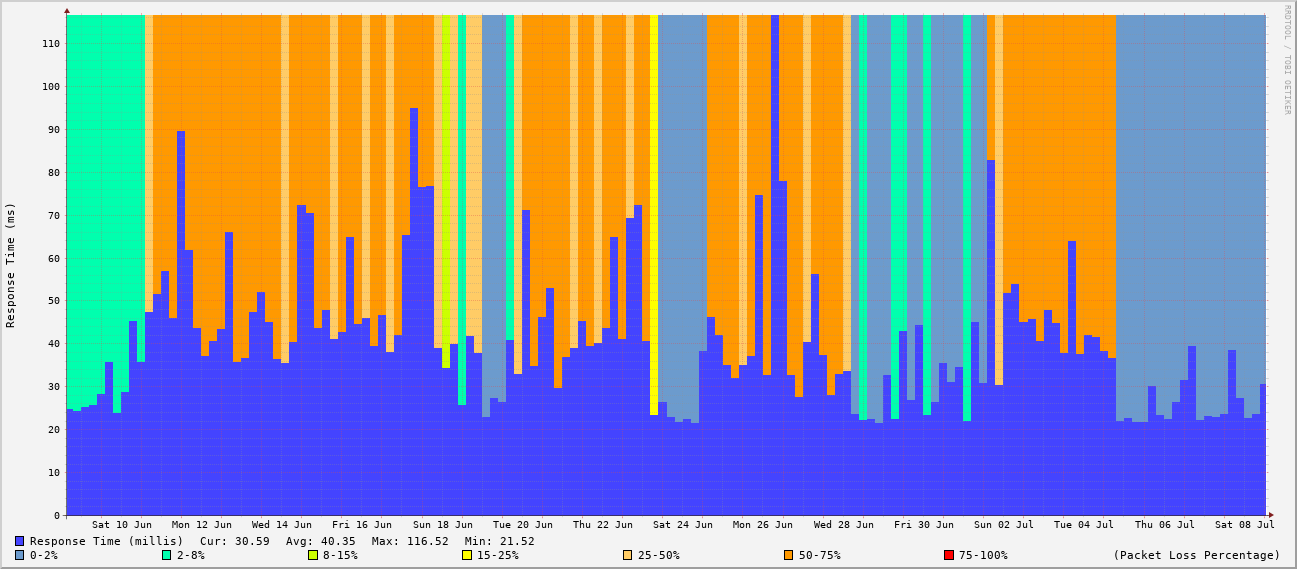 RRDTOOL / TOBI OETIKER
Response Time (ms)
110
100
90
80
70
60
50
40
30
20
10
0
Sat 10 Jun Mon 12 Jun Wed 14 Jun Fri 16 Jun Sun 18 Jun Tue 20 Jun Thu 22 Jun Sat 24 Jun Mon 26 Jun Wed 28 Jun Fri 30 Jun Sun 02 Jul Tue 04 Jul Thu 06 Jul Sat 08 Jul
Response Time (millis) Cur: 30.59 Avg: 40.35 Max: 116.52 Min: 21.52
0-2% 2-8% 8-15% 15-25% 25-50% 50-75% 75-100% (Packet Loss Percentage)